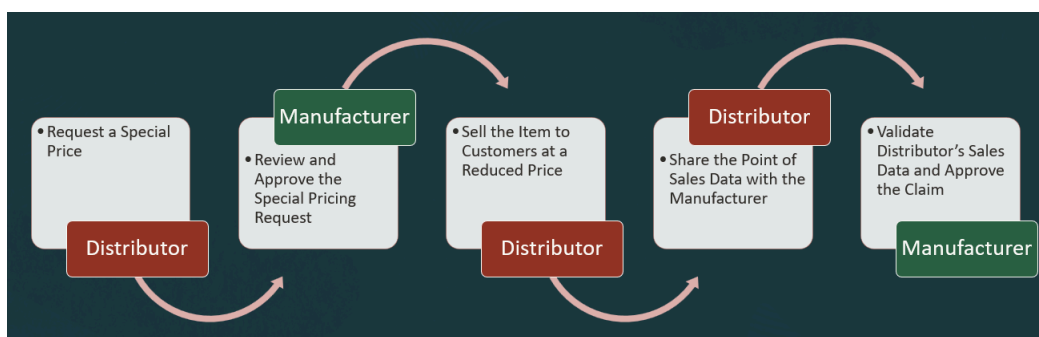 • Request a Special
Price
Distributor
Manufacturer
• Review and
Approve the
Special Pricing
Request
• Sell the Item to
Customers at a
Reduced Price
Distributor
Distributor
• Share the Point of
Sales Data with the
Manufacturer
• Validate
Distributor's Sales
Data and Approve
the Claim
Manufacturer